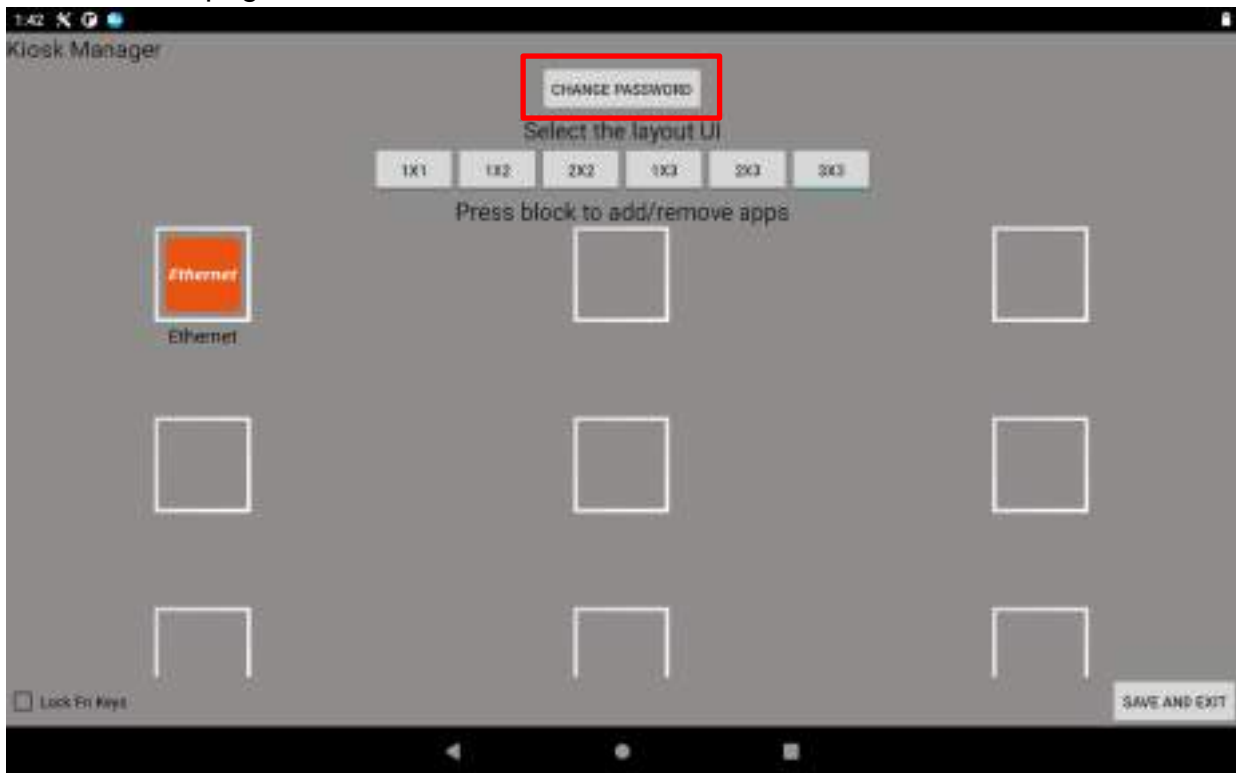 1:42
Kiosk Manager
CHANGE PASSWORD
Select the layout UI
1X1 1X2 2X2 1X3 2X3 3X3
Press block to add/remove apps
Ethernet
Ethernet
Lock Fn Keys
SAVE AND EXIT